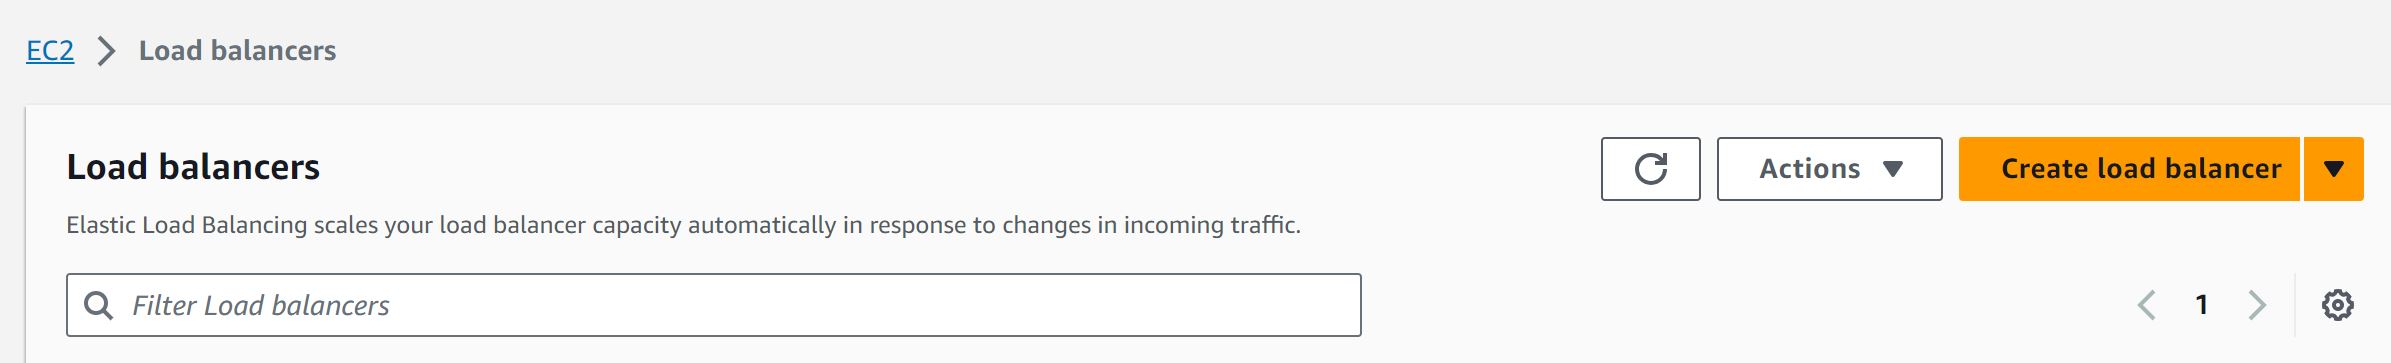 EC2 > Load balancers
Load balancers
Actions
Create load balancer
Elastic Load Balancing scales your load balancer capacity automatically in response to changes in incoming traffic.
Filter Load balancers
1